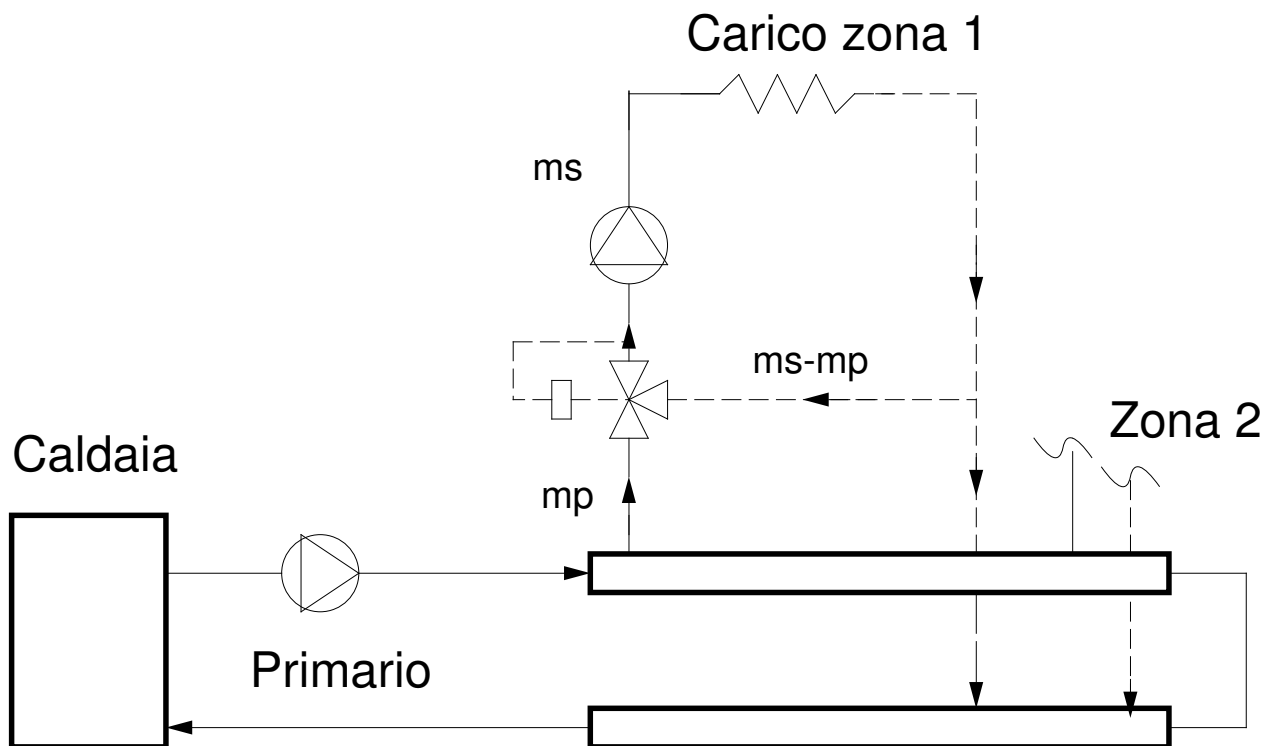 Carico zona 1
ms
ms-mp
Zona 2
Caldaia
mp
Primario